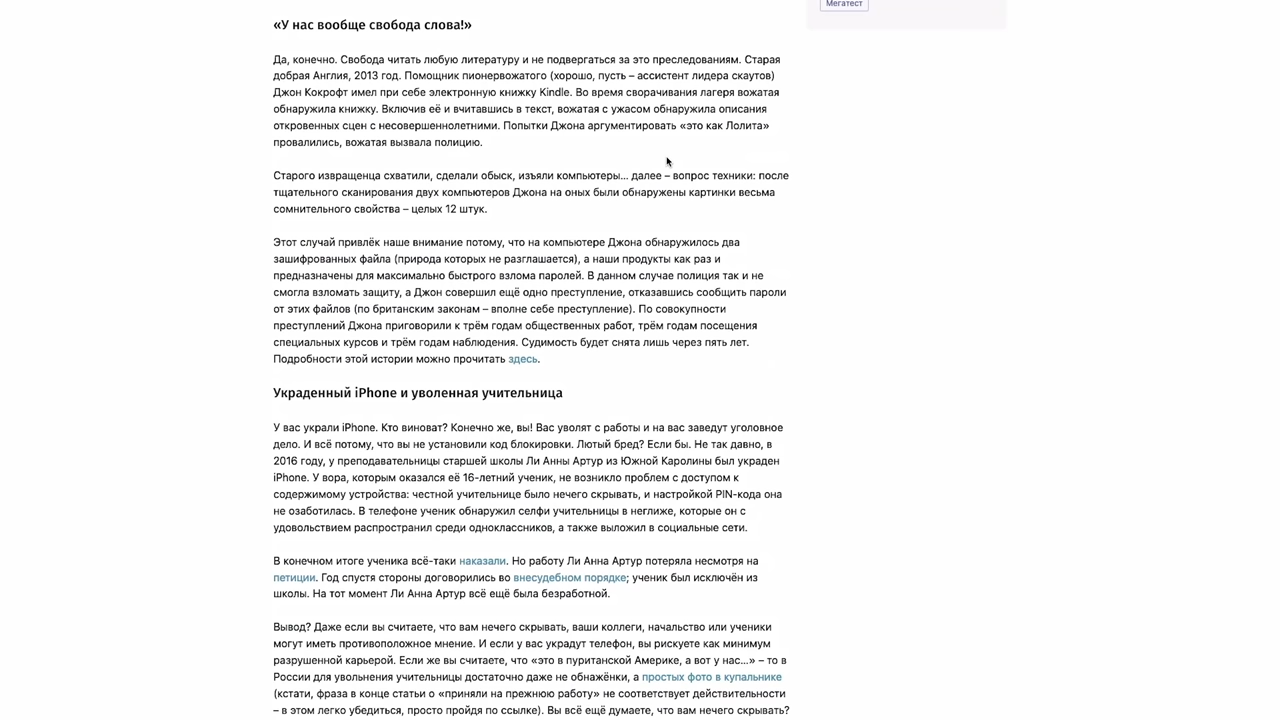 Мегатест
«У нас вообще свобода слова!»
Да, конечно. Свобода читать любую литературу и не подвергаться за это преследованиям. Старая
добрая Англия, 2013 год. Помощник пионервожатого (хорошо, пусть – ассистент лидера скаутов)
Джон Кокрофт имел при себе электронную книжку Kindle. Во время сворачивания лагеря вожатая
обнаружила книжку. Включив её и вчитавшись в текст, вожатая с ужасом обнаружила описания
откровенных сцен с несовершеннолетними. Попытки Джона аргументировать «это как Лолита»
провалились, вожатая вызвала полицию.
Старого извращенца схватили, сделали обыск, изъяли компьютеры... далее – вопрос техники: после
тщательного сканирования двух компьютеров Джона на оных были обнаружены картинки весьма
сомнительного свойства – целых 12 штук.
Этот случай привлёк наше внимание потому, что на компьютере Джона обнаружилось два
зашифрованных файла (природа которых не разглашается), а наши продукты как раз и
предназначены для максимально быстрого взлома паролей. В данном случае полиция так и не
смогла взломать защиту, а Джон совершил ещё одно преступление, отказавшись сообщить пароли
от этих файлов (по британским законам – вполне себе преступление). По совокупности
преступлений Джона приговорили к трём годам общественных работ, трём годам посещения
специальных курсов и трём годам наблюдения. Судимость будет снята лишь через пять лет.
Подробности этой истории можно прочитать здесь.
Украденный iPhone и уволенная учительница
У вас украли iPhone. Кто виноват? Конечно же, вы! Вас уволят с работы и на вас заведут уголовное
дело. И всё потому, что вы не установили код блокировки. Лютый бред? Если бы. Не так давно, в
2016 году, у преподавательницы старшей школы Ли Анны Артур из Южной Каролины был украден
iPhone. У вора, которым оказался её 16-летний ученик, не возникло проблем с доступом к
содержимому устройства: честной учительнице было нечего скрывать, и настройкой PIN-кода она
не озаботилась. В телефоне ученик обнаружил селфи учительницы в неглиже, которые он с
удовольствием распространил среди одноклассников, а также выложил в социальные сети.
В конечном итоге ученика всё-таки наказали. Но работу Ли Анна Артур потеряла несмотря на
петиции. Год спустя стороны договорились во внесудебном порядке; ученик был исключён из
школы. На тот момент Ли Анна Артур всё ещё была безработной.
Вывод? Даже если вы считаете, что вам нечего скрывать, ваши коллеги, начальство или ученики
могут иметь противоположное мнение. И если у вас украдут телефон, вы рискуете как минимум
разрушенной карьерой. Если же вы считаете, что «это в пуританской Америке, а вот у нас...» – то в
России для увольнения учительницы достаточно даже не обнажёнки, а простых фото в купальнике
(кстати, фраза в конце статьи о «приняли на прежнюю работу» не соответствует действительности
– в этом легко убедиться, просто пройдя по ссылке). Вы всё ещё думаете, что вам нечего скрывать?